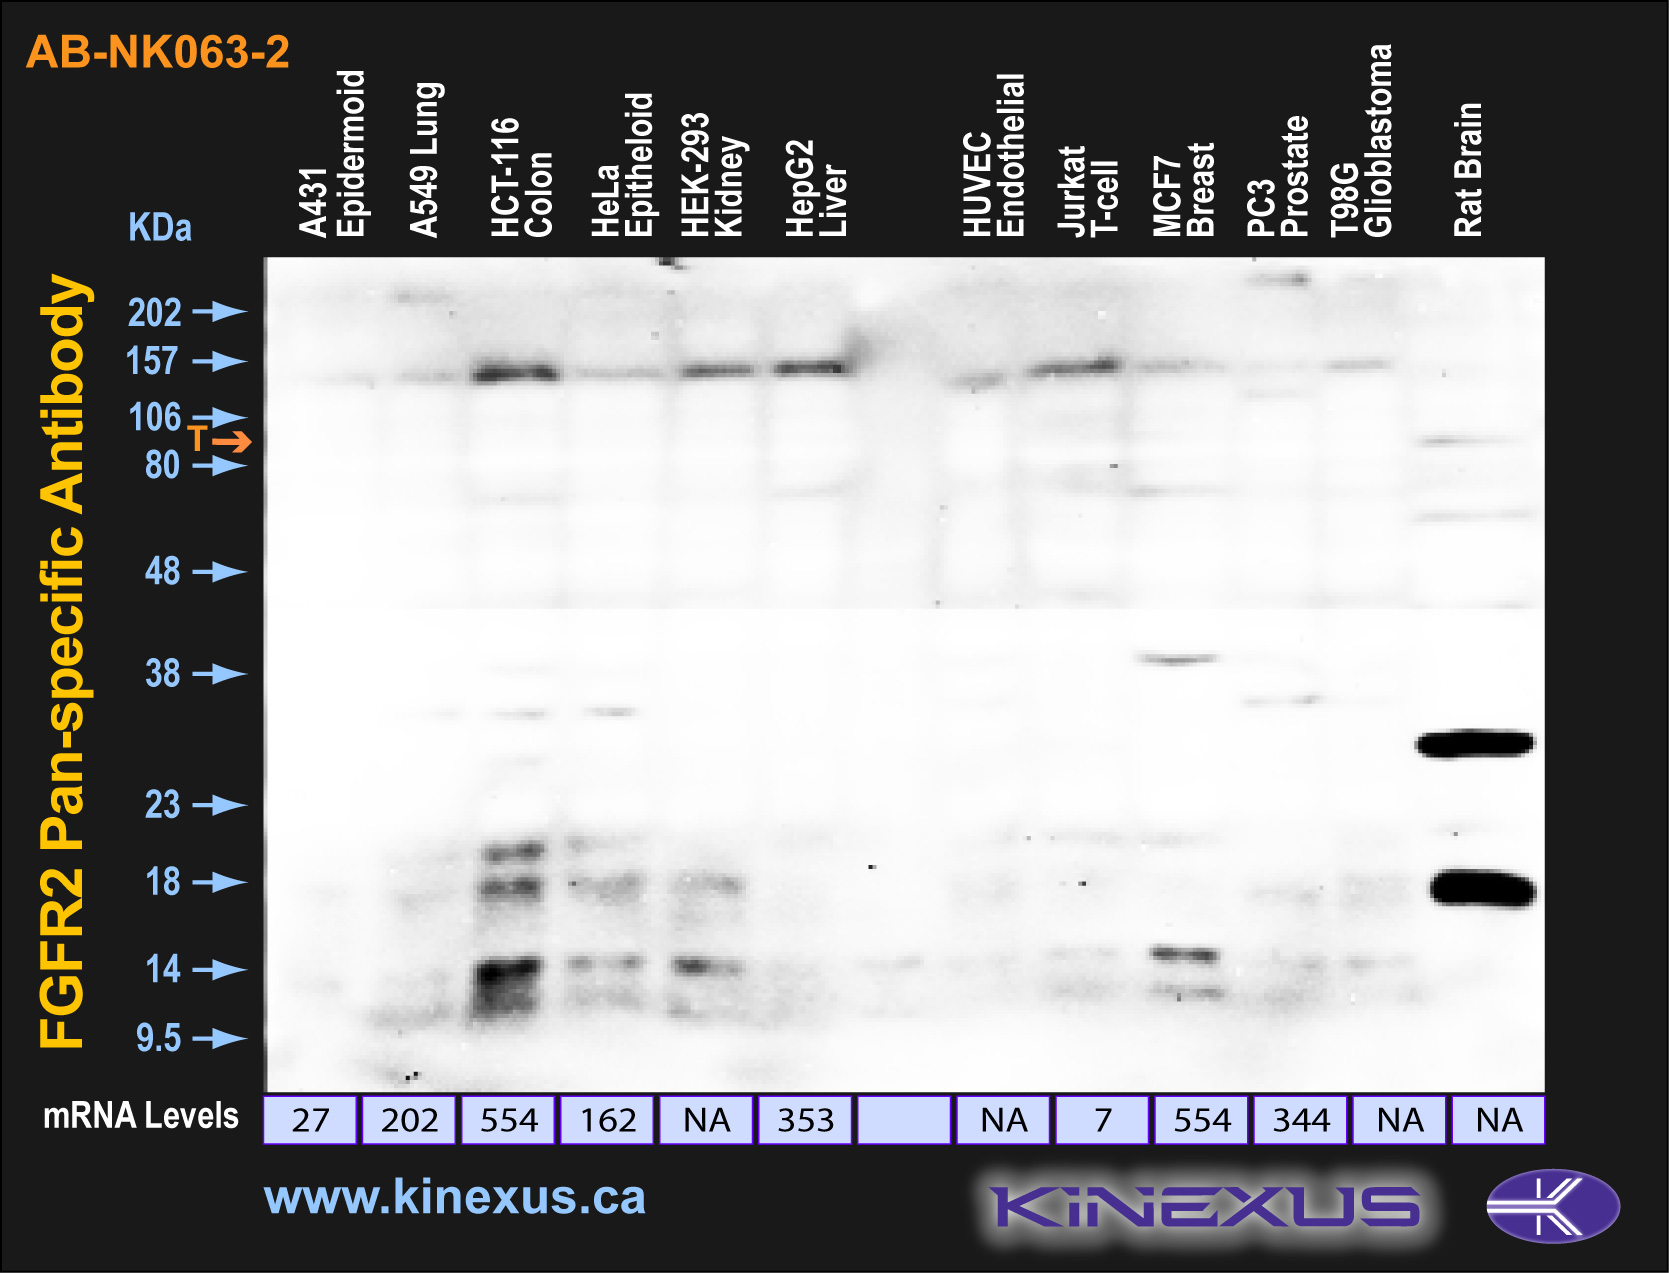 AB-NK063-2
A431
Epidermoid
A549 Lung
HCT-116
Colon
HeLa
Epitheloid
HEK-293
Kidney
HepG2
Liver
HUVEC
Endothelial
Jurkat
T-cell
MCF7
Breast
PC3
Prostate
T98G
Glioblastoma
Rat Brain
KDa
FGFR2 Pan-specific Antibody
202
157
106
T
80
48
38
23
18
14
9.5
mRNA Levels 27 202 554 162 NA 353 NA 7 554 344 NA NA
www.kinexus.ca
KINEXUS